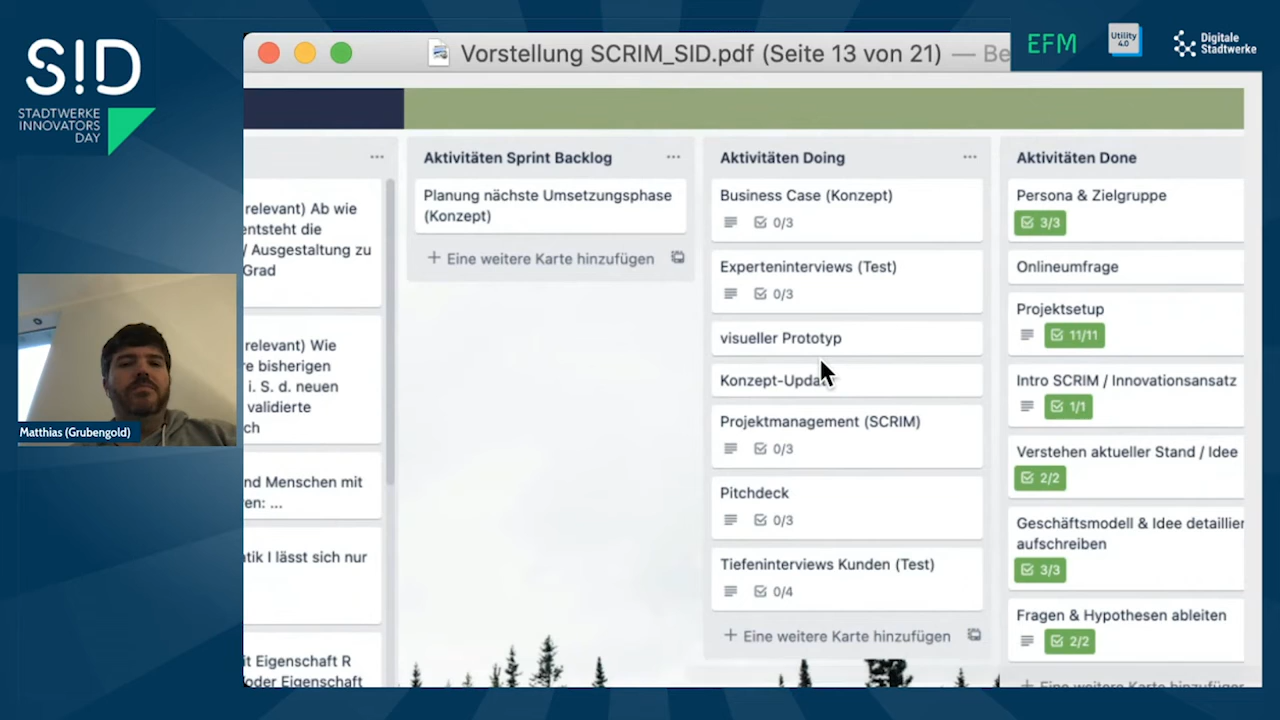 S!D
STADTWERKE
INNOVATORS
DAY
Matthias (Grubengold)
Vorstellung SCRIM_SID.pdf (Seite 13 von 21) — Be
EFM
Utility
4.0
Digitale
Stadtwerke
relevant) Ab wie
entsteht die
/ Ausgestaltung zu
Grad
relevant) Wie
re bisherigen
i. S. d. neuen
validierte
ch
nd Menschen mit
en: ...
tik I lässt sich nur
it Eigenschaft R
oder Eigenschaft
Aktivitäten Sprint Backlog
Planung nächste Umsetzungsphase
(Konzept)
+ Eine weitere Karte hinzufügen
Aktivitäten Doing
Business Case (Konzept)
0/3
Experteninterviews (Test)
0/3
visueller Prototyp
Konzept-Upda
Projektmanagement (SCRIM)
0/3
Pitchdeck
0/3
Tiefeninterviews Kunden (Test)
0/4
+ Eine weitere Karte hinzufügen
Aktivitäten Done
Persona & Zielgruppe
3/3
Onlineumfrage
Projektsetup
11/11
Intro SCRIM / Innovationsansatz
1/1
Verstehen aktueller Stand / Idee
2/2
Geschäftsmodell & Idee detaillier
aufschreiben
3/3
Fragen & Hypothesen ableiten
2/2
+ Eine weitere Karte hinzufüger